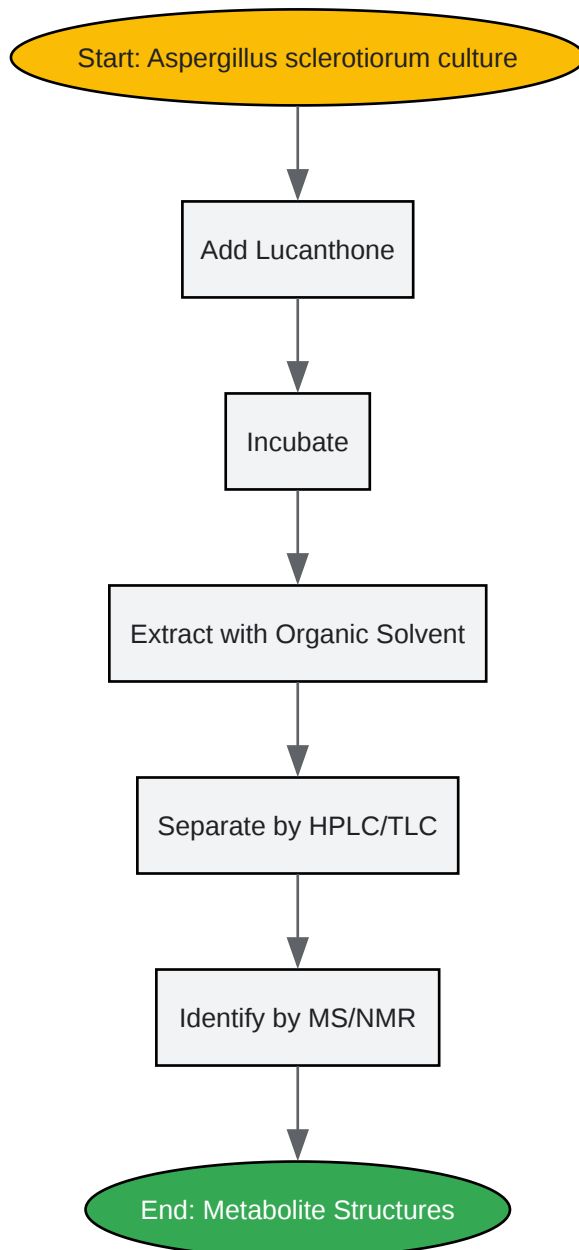 Start: Aspergillus sclerotiorum culture
Add Lucanthone
Incubate
Extract with Organic Solvent
Separate by HPLC/TLC
Identify by MS/NMR
End: Metabolite Structures